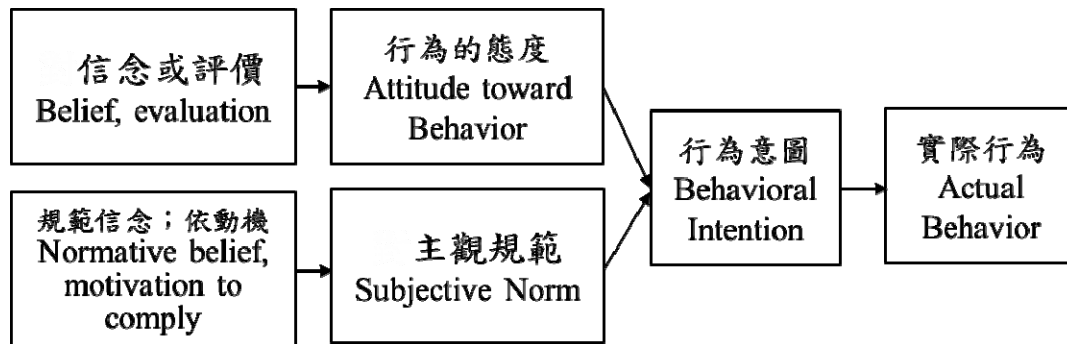 信念或評價
Belief, evaluation
行為的態度
Attitude toward
Behavior
規範信念；依動機
Normative belief,
motivation to
comply
主觀規範
Subjective Norm
行為意圖
Behavioral
Intention
實際行為
Actual
Behavior